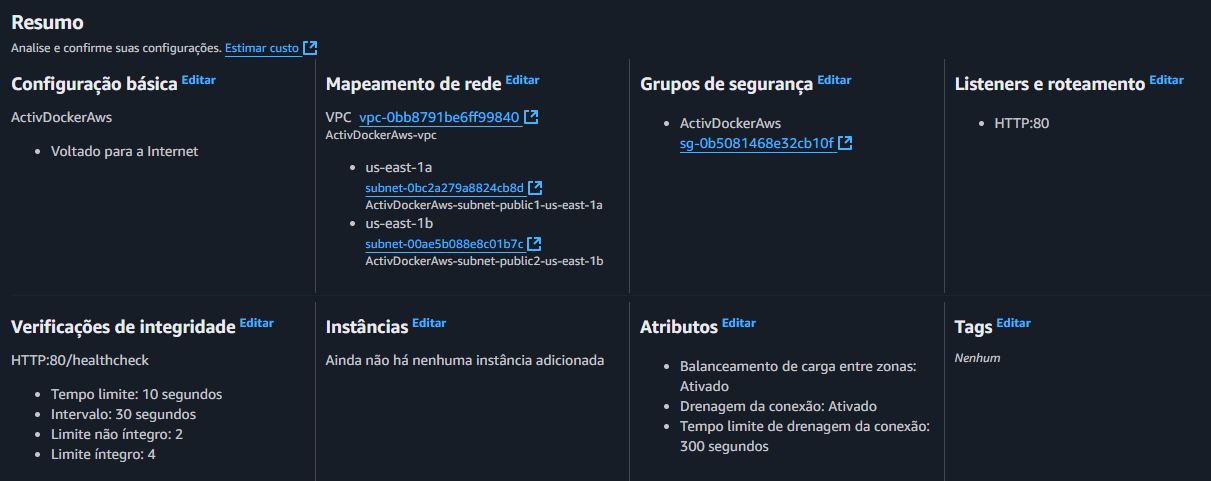 Resumo
Analise e confirme suas configurações. Estimar custo
Configuração básica Editar
ActivDockerAws
Voltado para a Internet
Mapeamento de rede Editar
VPC vpc-0bb8791be6ff99840
ActivDockerAws-vpc
us-east-1a
subnet-0bc2a279a8824cb8d
ActivDockerAws-subnet-public1-us-east-1a
us-east-1b
subnet-00ae5b088e8c01b7c
ActivDockerAws-subnet-public2-us-east-1b
Grupos de segurança Editar
ActivDockerAws
sg-0b5081468e32cb10f
Listeners e roteamento Editar
HTTP:80
Verificações de integridade Editar
HTTP:80/healthcheck
Tempo limite: 10 segundos
Intervalo: 30 segundos
Limite não íntegro: 2
Limite íntegro: 4
Instâncias Editar
Ainda não há nenhuma instância adicionada
Atributos Editar
Balanceamento de carga entre zonas:
Ativado
Drenagem da conexão: Ativado
Tempo limite de drenagem da conexão:
300 segundos
Tags Editar
Nenhum